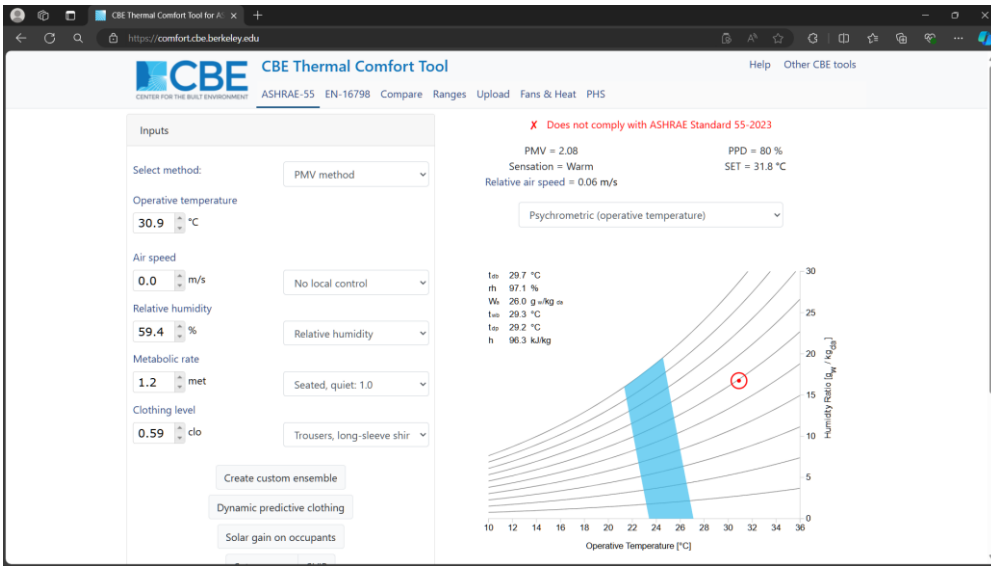 CBE Thermal Comfort Tool for AS
https://comfort.cbe.berkeley.edu
CBE
CENTER FOR THE BUILT ENVIRONMENT
CBE Thermal Comfort Tool
Help Other CBE tools
ASHRAE-55 EN-16798 Compare Ranges Upload Fans & Heat PHS
Inputs
Select method:
PMV method
Operative temperature
30.9 °C
Air speed
0.0 m/s
No local control
Relative humidity
59.4 %
Relative humidity
Metabolic rate
1.2 met
Seated, quiet: 1.0
Clothing level
0.59 clo
Trousers, long-sleeve shir
Create custom ensemble
Dynamic predictive clothing
Solar gain on occupants
✗ Does not comply with ASHRAE Standard 55-2023
PMV = 2.08 PPD = 80 %
Sensation = Warm SET = 31.8 °C
Relative air speed = 0.06 m/s
Psychrometric (operative temperature)
tdb 29.7 °C
rh 97.1 %
Wa 26.0 g w/kg da
twb 29.3 °C
tdp 29.2 °C
h 96.3 kJ/kg
30
25
20
15
10
5
0
Humidity Ratio [gw / kgda]
10 12 14 16 18 20 22 24 26 28 30 32 34 36
Operative Temperature [°C]